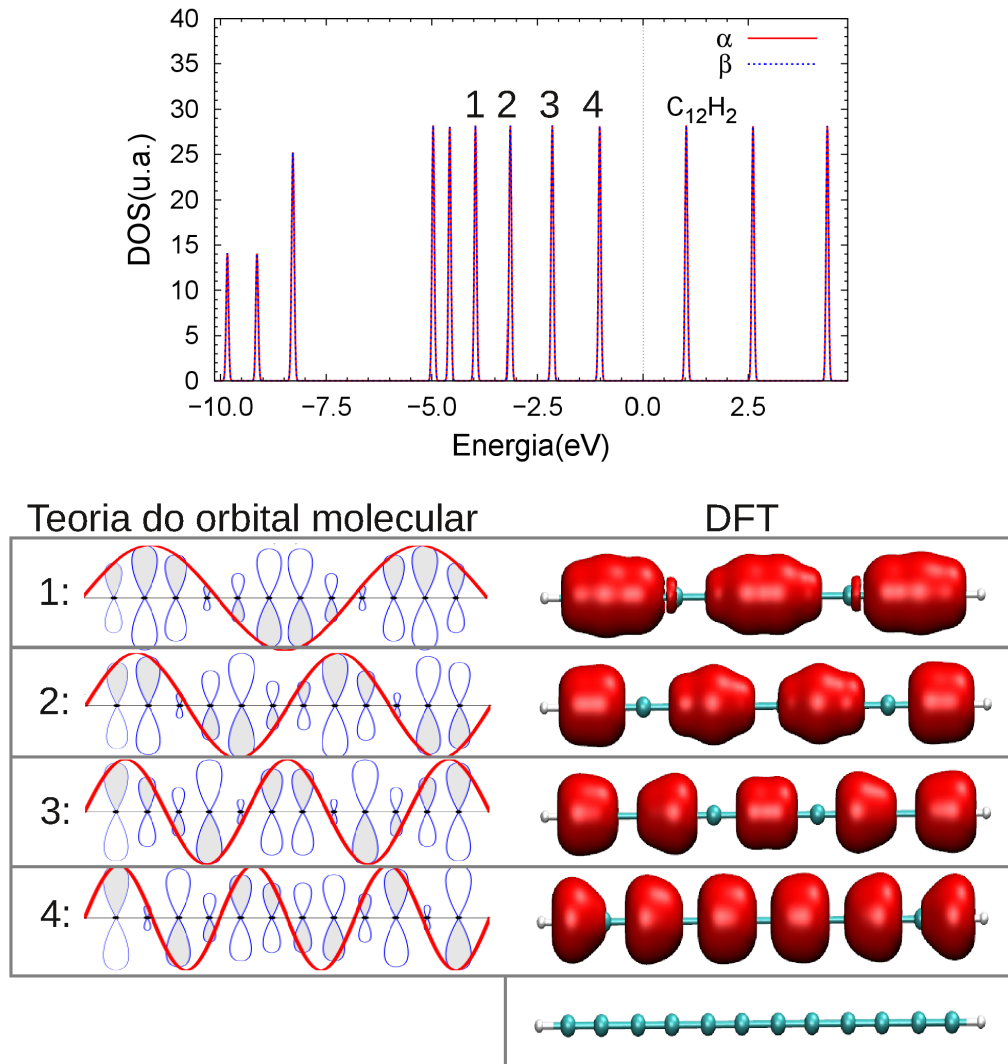 40
35
30
25
20
15
10
5
0
DOS(u.a.)
α
β
1 2 3 4 C12H2
−10.0 −7.5 −5.0 −2.5 0.0 2.5
Energia(eV)
Teoria do orbital molecular DFT
1:
2:
3:
4: